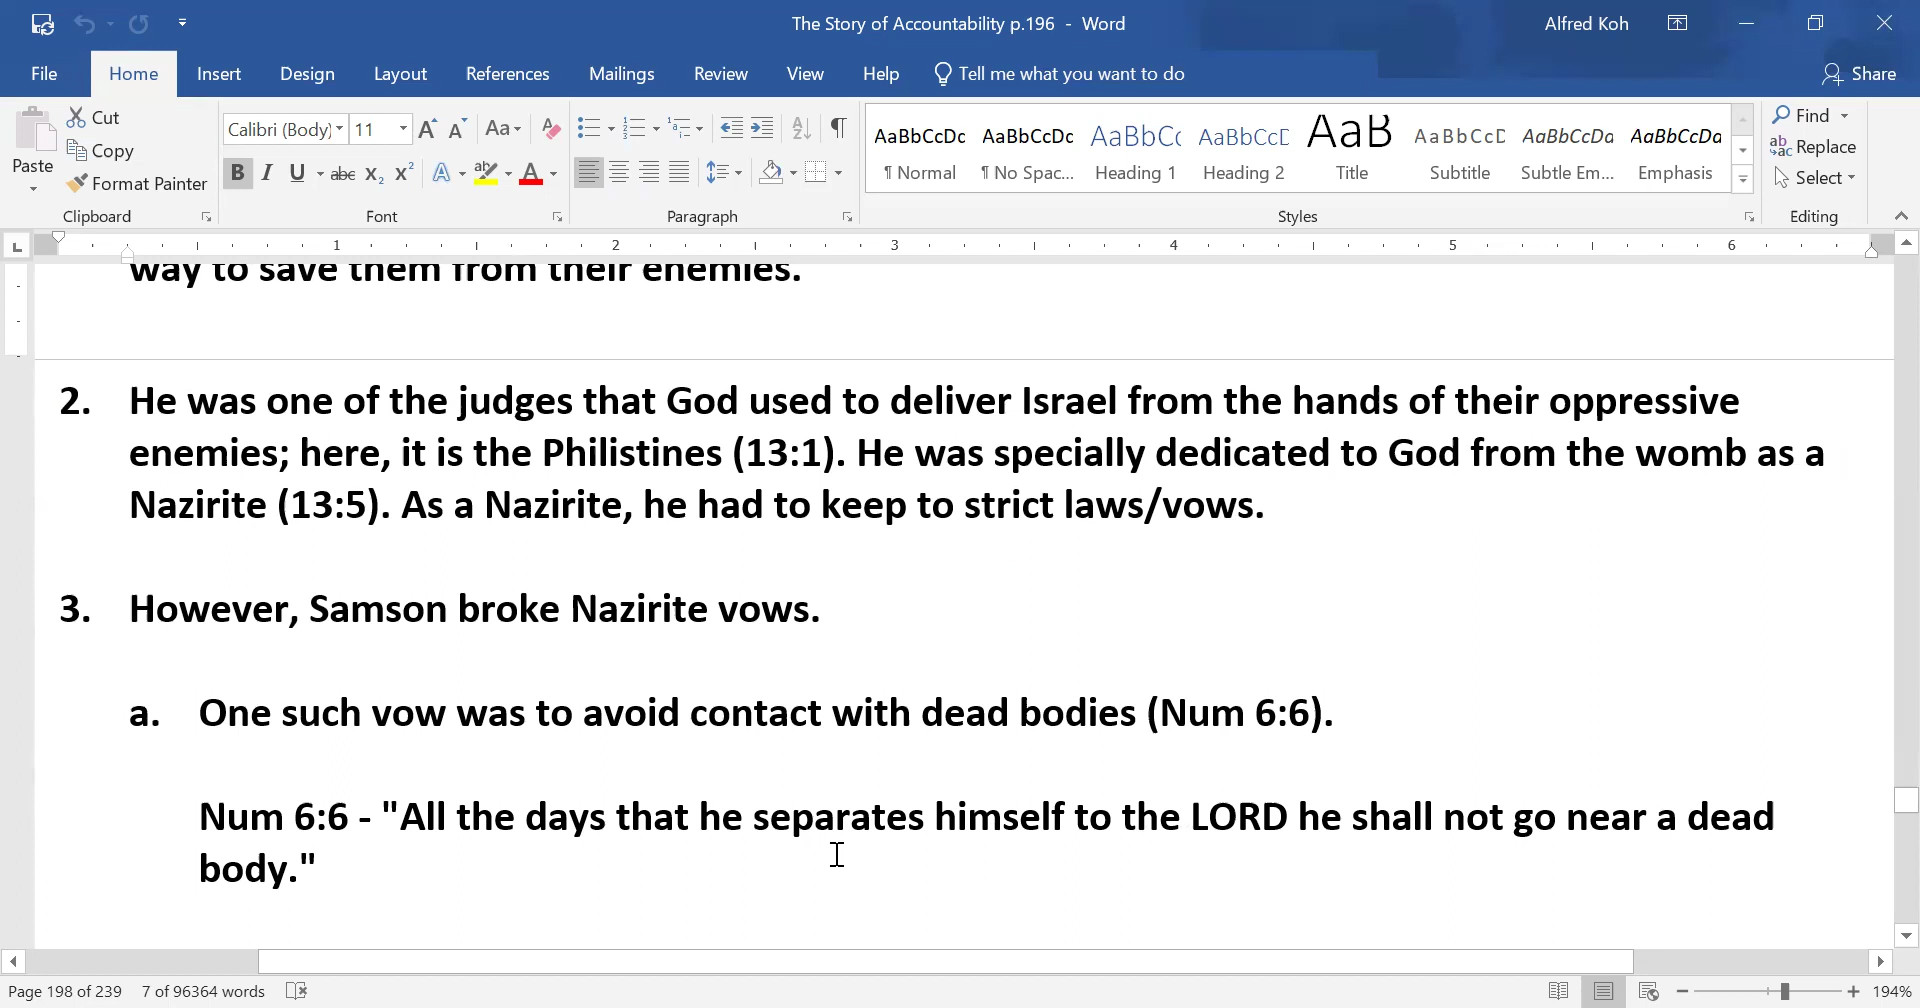 The Story of Accountability p.196 - Word
Alfred Koh
File Home Insert Design Layout References Mailings Review View Help Tell me what you want to do Share
Paste
Cut
Copy
Format Painter
Clipboard
Calibri (Body) 11
Font
Paragraph
AaBbCcDc AaBbCcDc AaBbCc AaBbCcD AaB AaBbCcD AaBbCcDd AaBbCcDd
¶ Normal ¶ No Spac... Heading 1 Heading 2 Title Subtitle Subtle Em... Emphasis
Styles
Find
Replace
Select
Editing
1 2 3 4 5 6
way to save them from their enemies.
2. He was one of the judges that God used to deliver Israel from the hands of their oppressive
enemies; here, it is the Philistines (13:1). He was specially dedicated to God from the womb as a
Nazirite (13:5). As a Nazirite, he had to keep to strict laws/vows.
3. However, Samson broke Nazirite vows.
a. One such vow was to avoid contact with dead bodies (Num 6:6).
Num 6:6 - "All the days that he separates himself to the LORD he shall not go near a dead
body."
Page 198 of 239 7 of 96364 words 194%